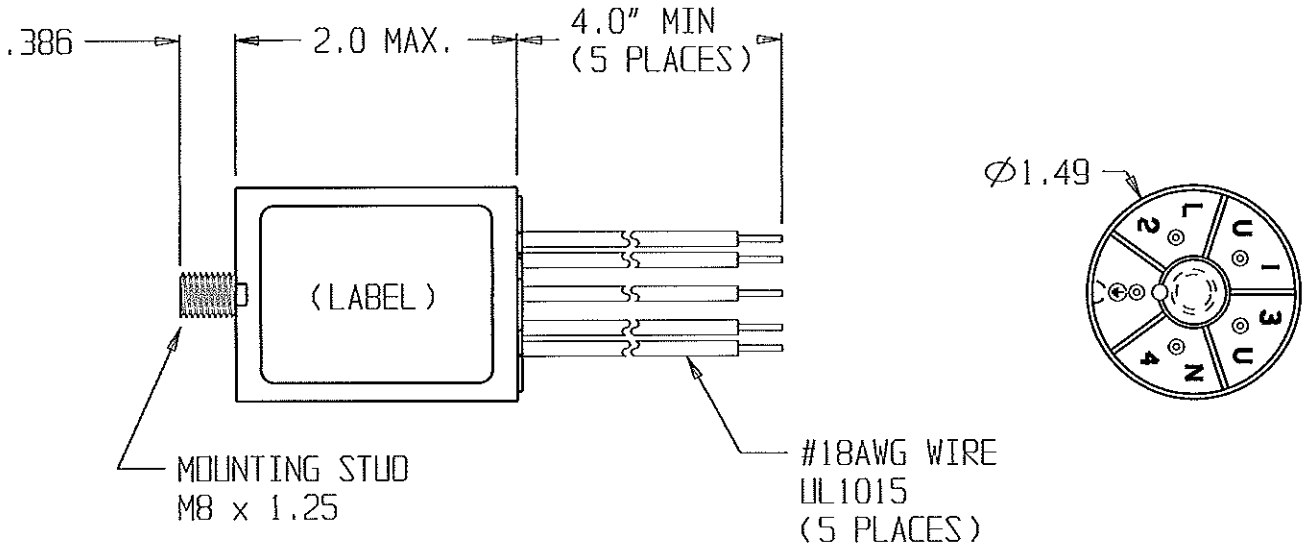 .386
2.0 MAX.
4.0" MIN
(5 PLACES)
Ø1.49
(LABEL)
MOUNTING STUD
M8 x 1.25
#18AWG WIRE
UL1015
(5 PLACES)
L
2
U
1
3
U
N
4